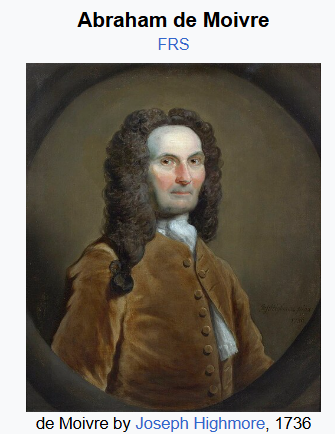 Abraham de Moivre
FRS
de Moivre by Joseph Highmore, 1736